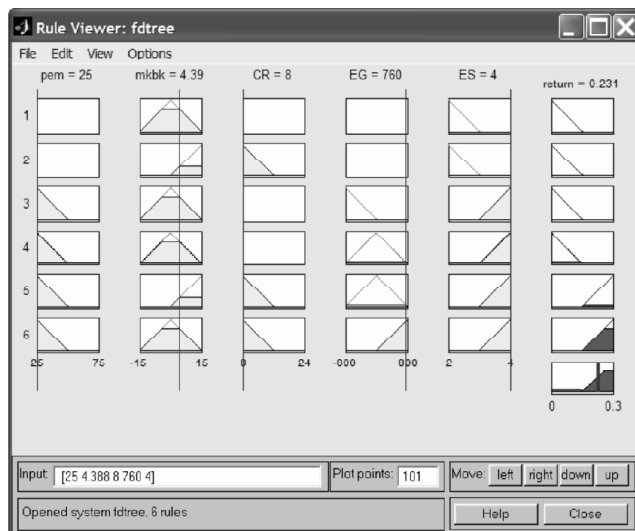 Rule Viewer: fdtree
File Edit View Options
pem = 25 mkbk = 4.39 CR = 8 EG = 760 ES = 4 return = 0.231
1
2
3
4
5
6
25 75 -15 15 0 24 -000 000 2 4
0 0.3
Input: [25 4.388 8 760 4] Plot points: 101 Move: left right down up
Opened system fdtree, 6 rules Help Close